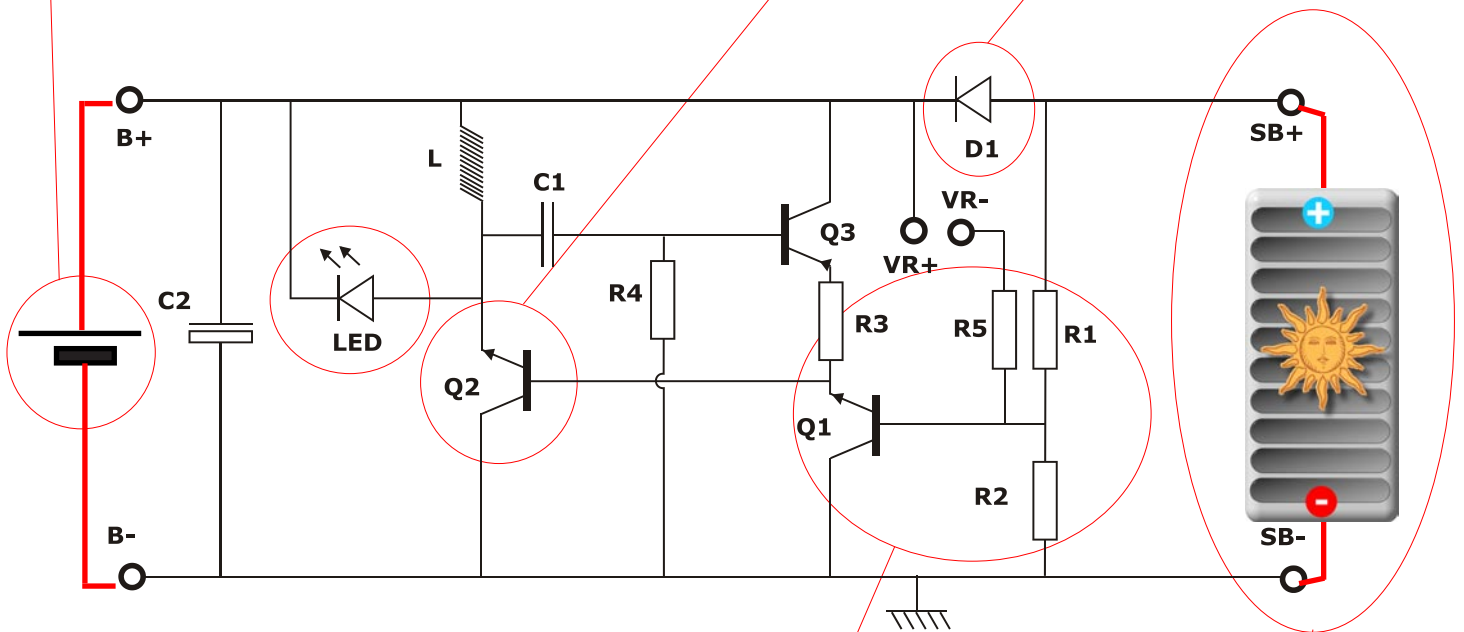 B+
SB+
L
D1
C1
VR-
Q3
VR+
C2
R4
R3
R5
R1
LED
Q2
Q1
R2
B-
SB-
+
-